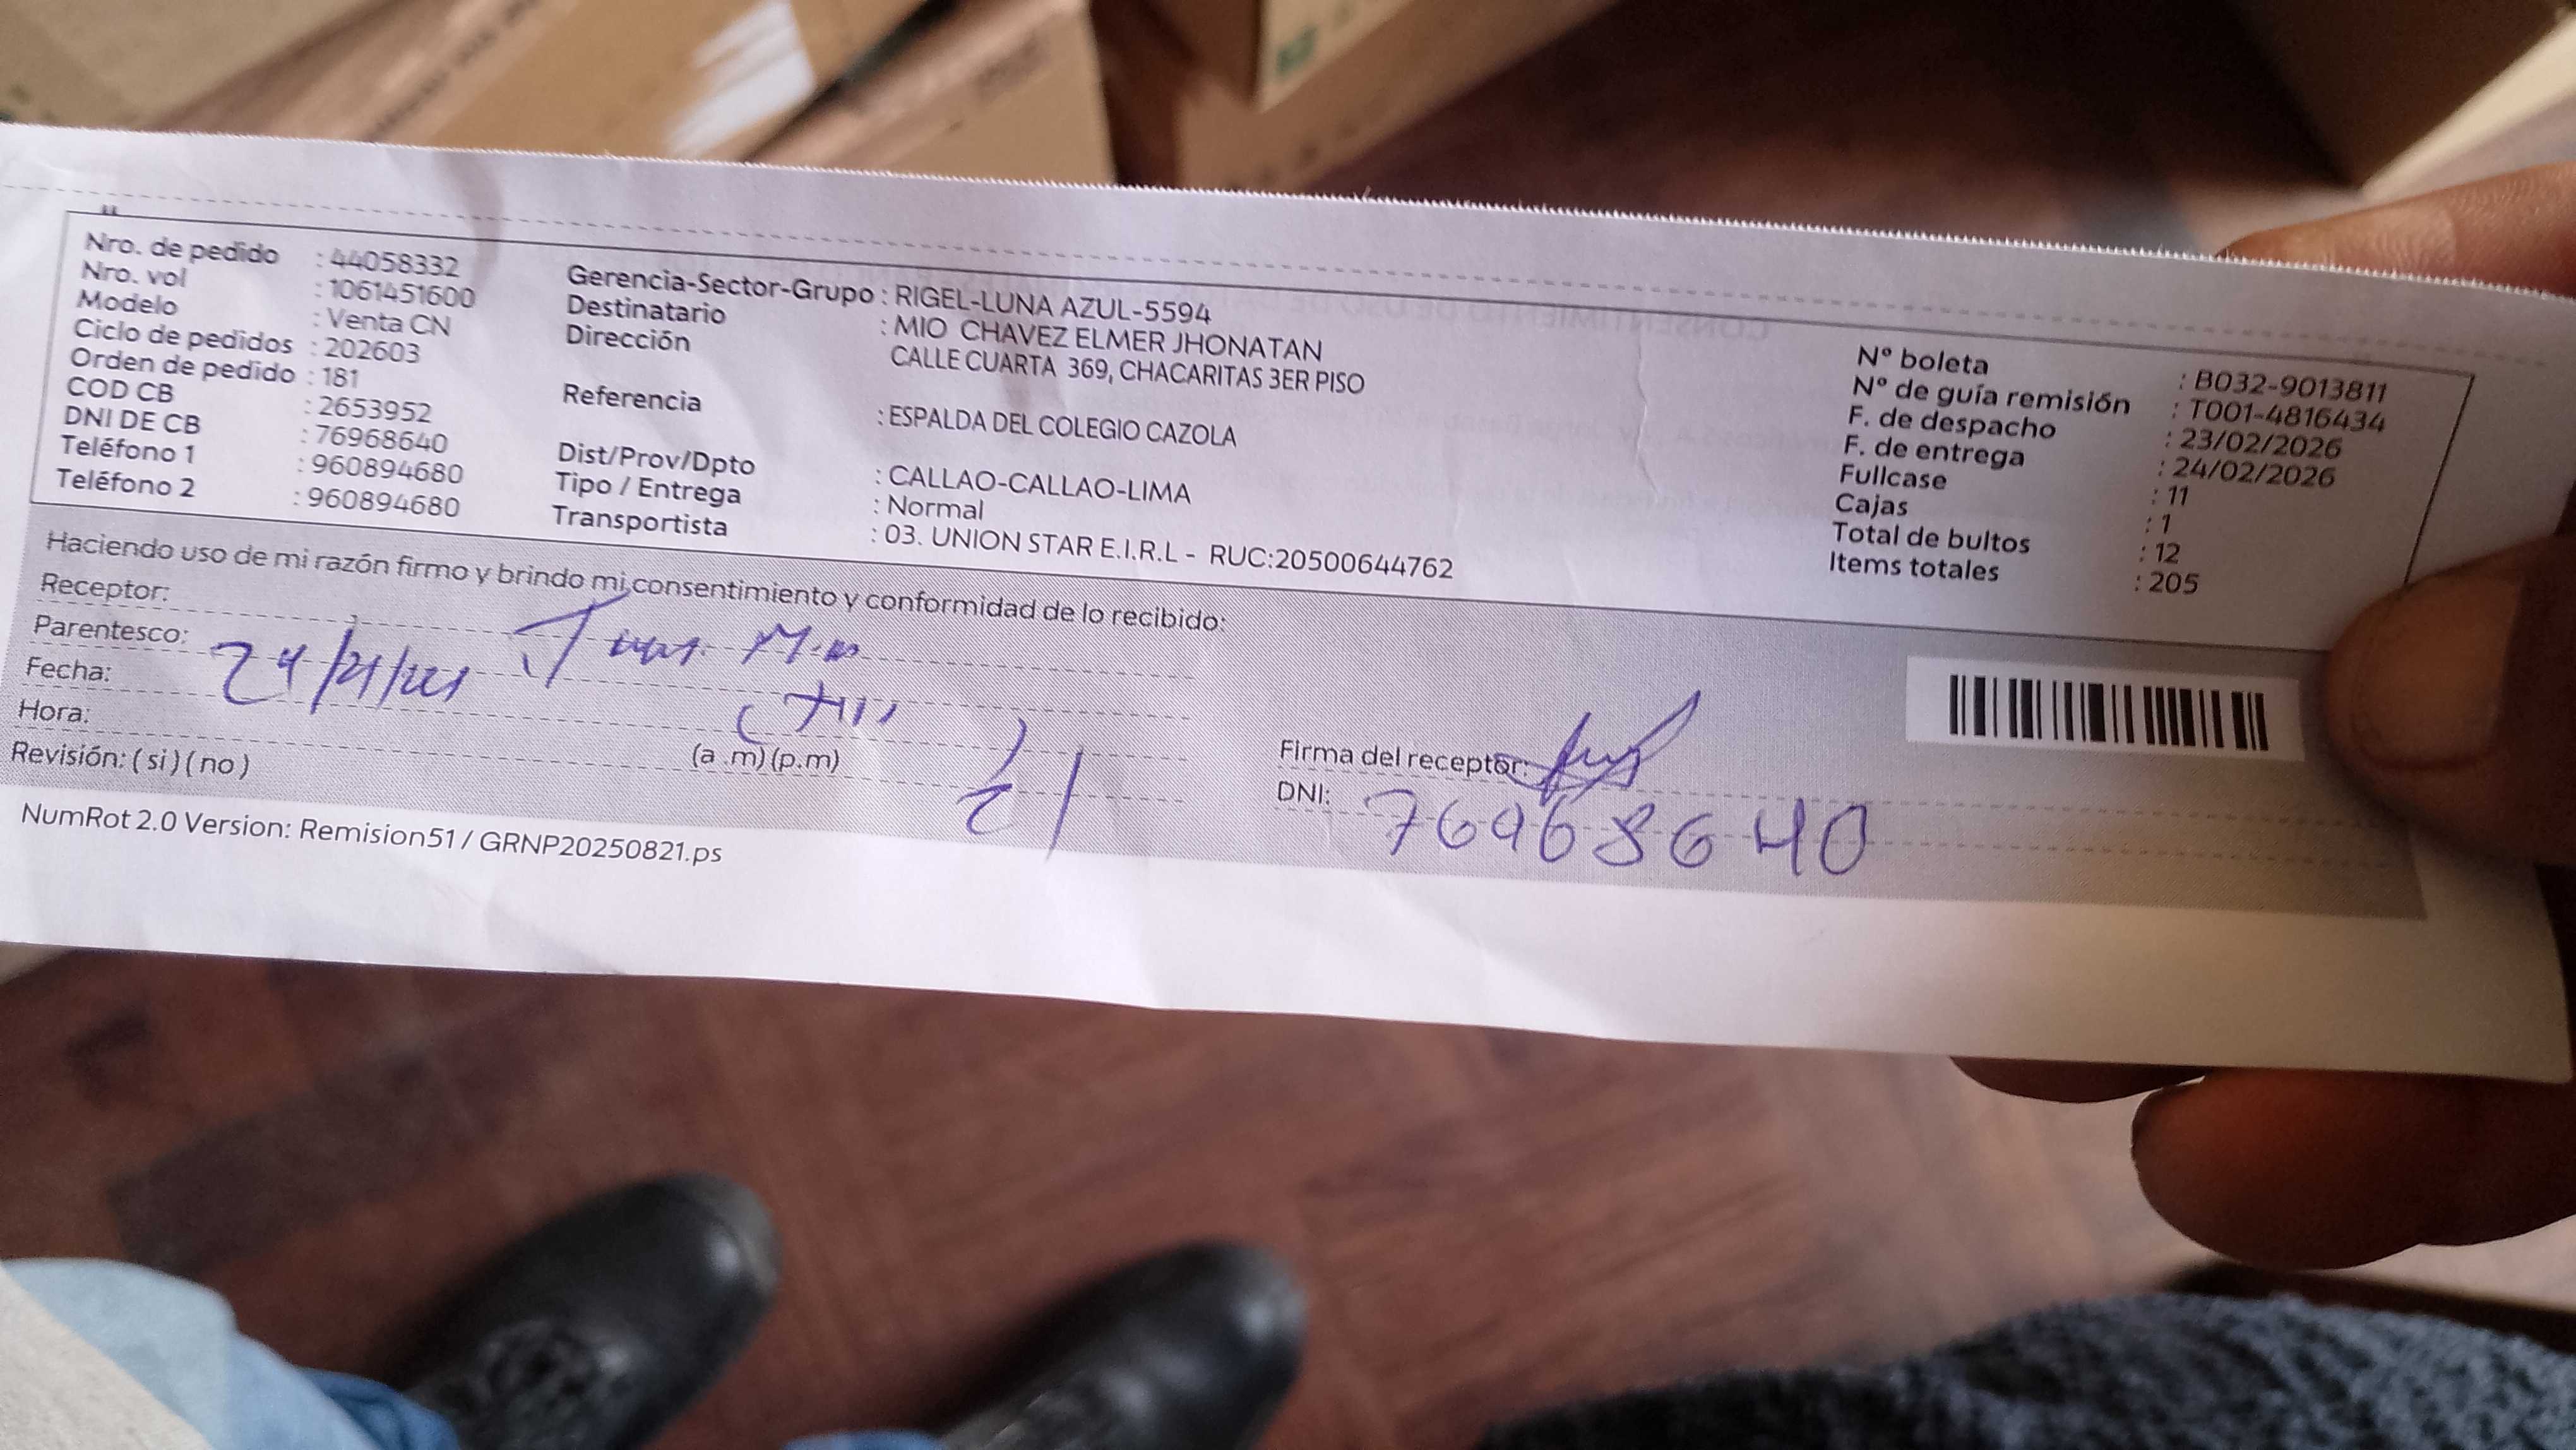 Nro. de pedido : 44058332
Nro. vol : 1061451600
Modelo : Venta CN
Ciclo de pedidos : 202603
Orden de pedido : 181
COD CB : 2653952
DNI DE CB : 76968640
Teléfono 1 : 960894680
Teléfono 2 : 960894680
Gerencia-Sector-Grupo : RIGEL-LUNA AZUL-5594
Destinatario : MIO CHAVEZ ELMER JHONATAN
Dirección CALLE CUARTA 369, CHACARITAS 3ER PISO
Referencia : ESPALDA DEL COLEGIO CAZOLA
Dist/Prov/Dpto : CALLAO-CALLAO-LIMA
Tipo / Entrega : Normal
Transportista : 03. UNION STAR E.I.R.L - RUC:20500644762
N° boleta : B032-9013811
N° de guía remisión : T001-4816434
F. de despacho : 23/02/2026
F. de entrega : 24/02/2026
Fullcase : 11
Cajas : 1
Total de bultos : 12
Items totales : 205
Haciendo uso de mi razón firmo y brindo mi consentimiento y conformidad de lo recibido:
Receptor:
Parentesco:
Fecha:
Hora: (a .m) (p.m)
Revisión: ( si ) ( no )
Firma del receptor:
DNI: 76968640
NumRot 2.0 Version: Remision51 / GRNP20250821.ps